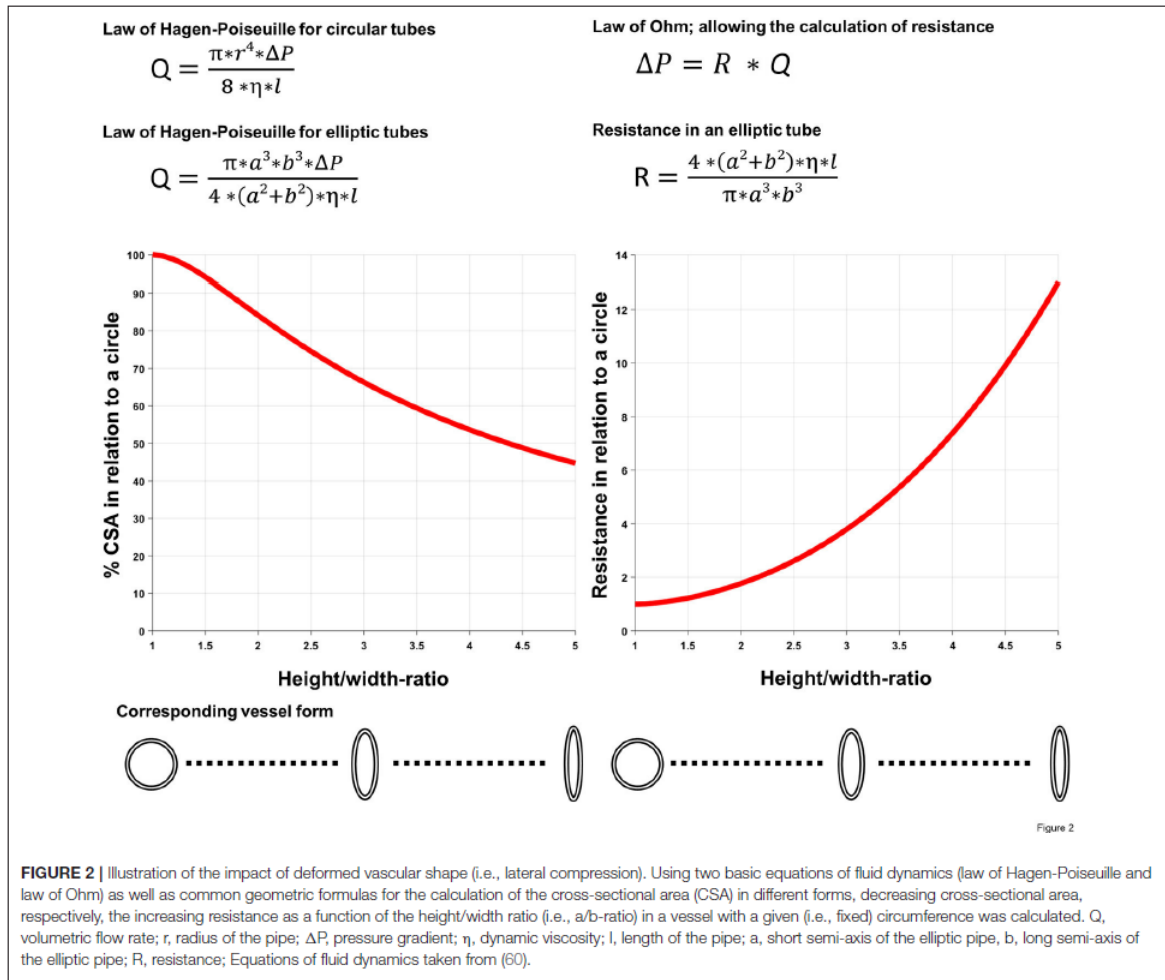 Law of Hagen-Poiseuille for circular tubes
Q = π*r⁴*ΔP / 8 *η*l
Law of Ohm; allowing the calculation of resistance
ΔP = R * Q
Law of Hagen-Poiseuille for elliptic tubes
Q = π*a³*b³*ΔP / 4 *(a²+b²)*η*l
Resistance in an elliptic tube
R = 4 *(a²+b²)*η*l / π*a³*b³
% CSA in relation to a circle
100
90
80
70
60
50
40
30
20
10
0
1 1.5 2 2.5 3 3.5 4 4.5 5
Height/width-ratio
Resistance in relation to a circle
14
12
10
8
6
4
2
0
1 1.5 2 2.5 3 3.5 4 4.5 5
Height/width-ratio
Corresponding vessel form
Figure 2
FIGURE 2 | Illustration of the impact of deformed vascular shape (i.e., lateral compression). Using two basic equations of fluid dynamics (law of Hagen-Poiseuille and
law of Ohm) as well as common geometric formulas for the calculation of the cross-sectional area (CSA) in different forms, decreasing cross-sectional area,
respectively, the increasing resistance as a function of the height/width ratio (i.e., a/b-ratio) in a vessel with a given (i.e., fixed) circumference was calculated. Q,
volumetric flow rate; r, radius of the pipe; ΔP, pressure gradient; η, dynamic viscosity; l, length of the pipe; a, short semi-axis of the elliptic pipe, b, long semi-axis of
the elliptic pipe; R, resistance; Equations of fluid dynamics taken from (60).